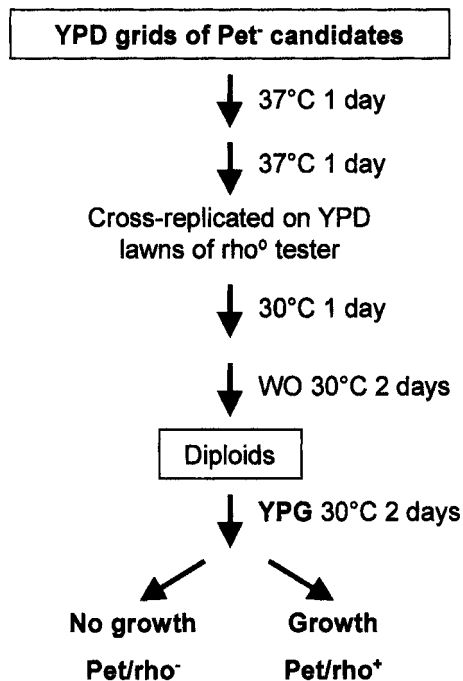 YPD grids of Pet⁻ candidates
37°C 1 day
37°C 1 day
Cross-replicated on YPD
lawns of rho⁰ tester
30°C 1 day
WO 30°C 2 days
Diploids
YPG 30°C 2 days
No growth Growth
Pet/rho⁻ Pet/rho⁺